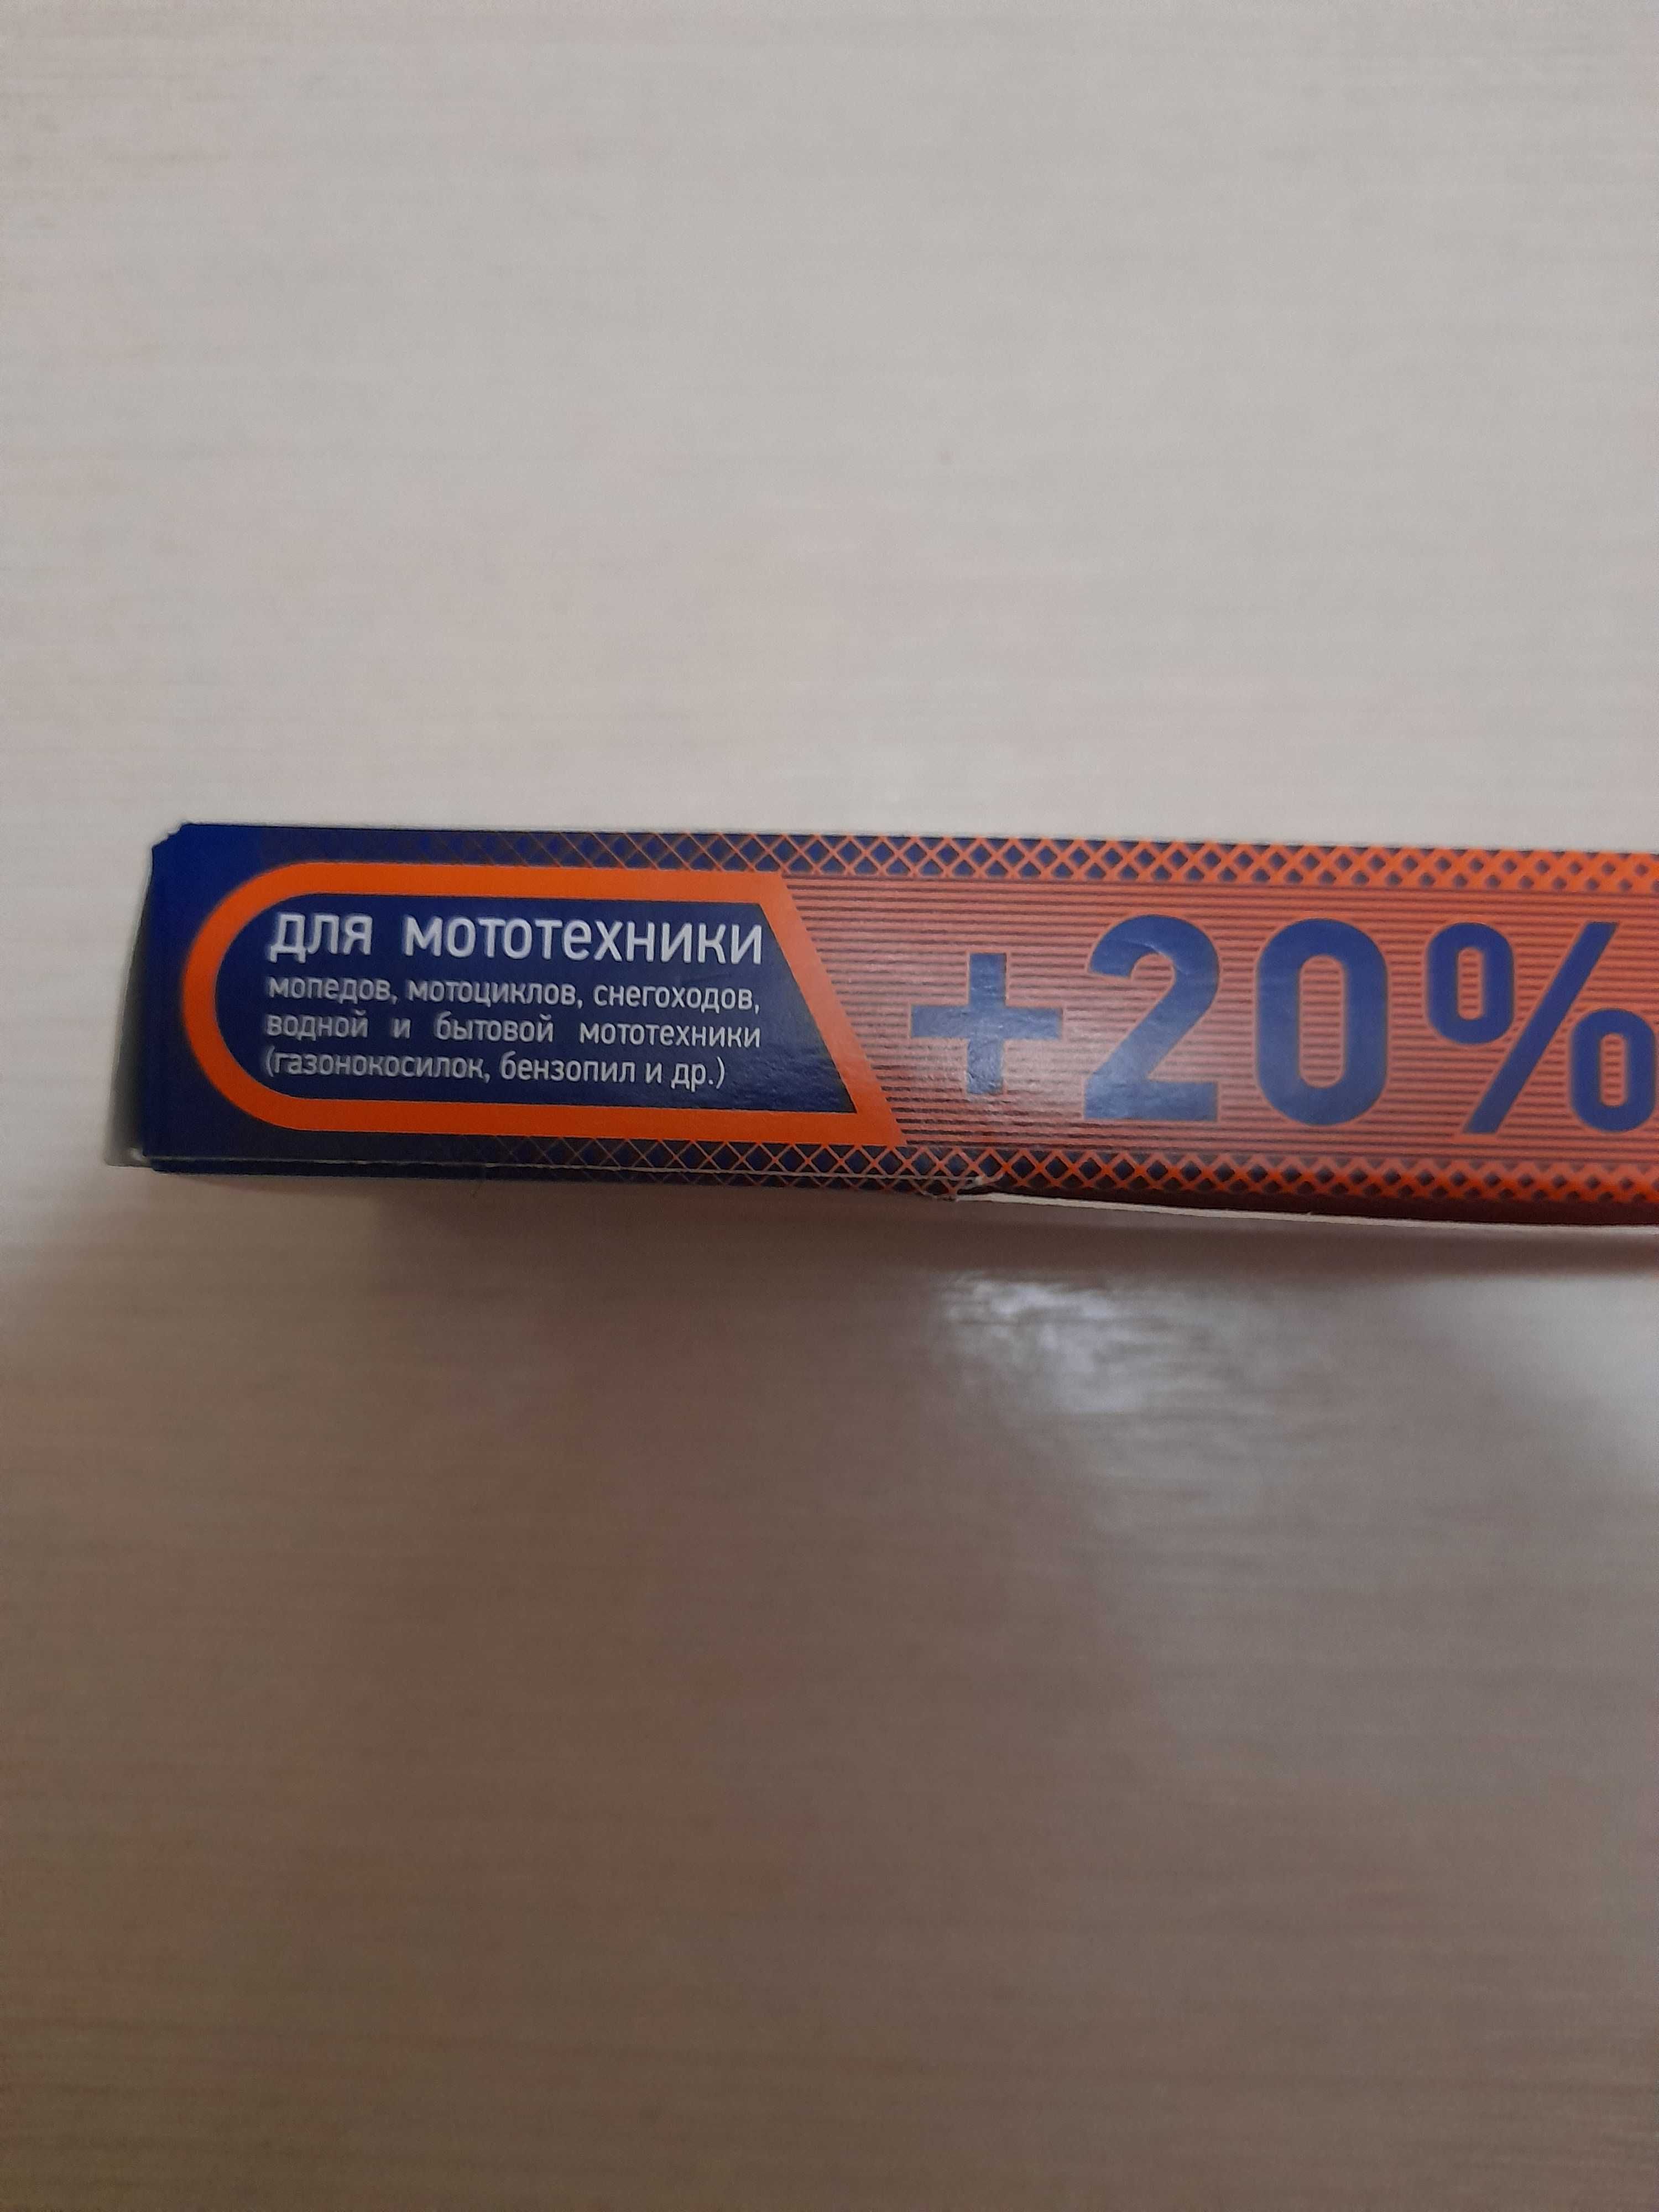 для мототехники
мопедов, мотоциклов, снегоходов,
водной и бытовой мототехники
(газонокосилок, бензопил и др.)
+20%